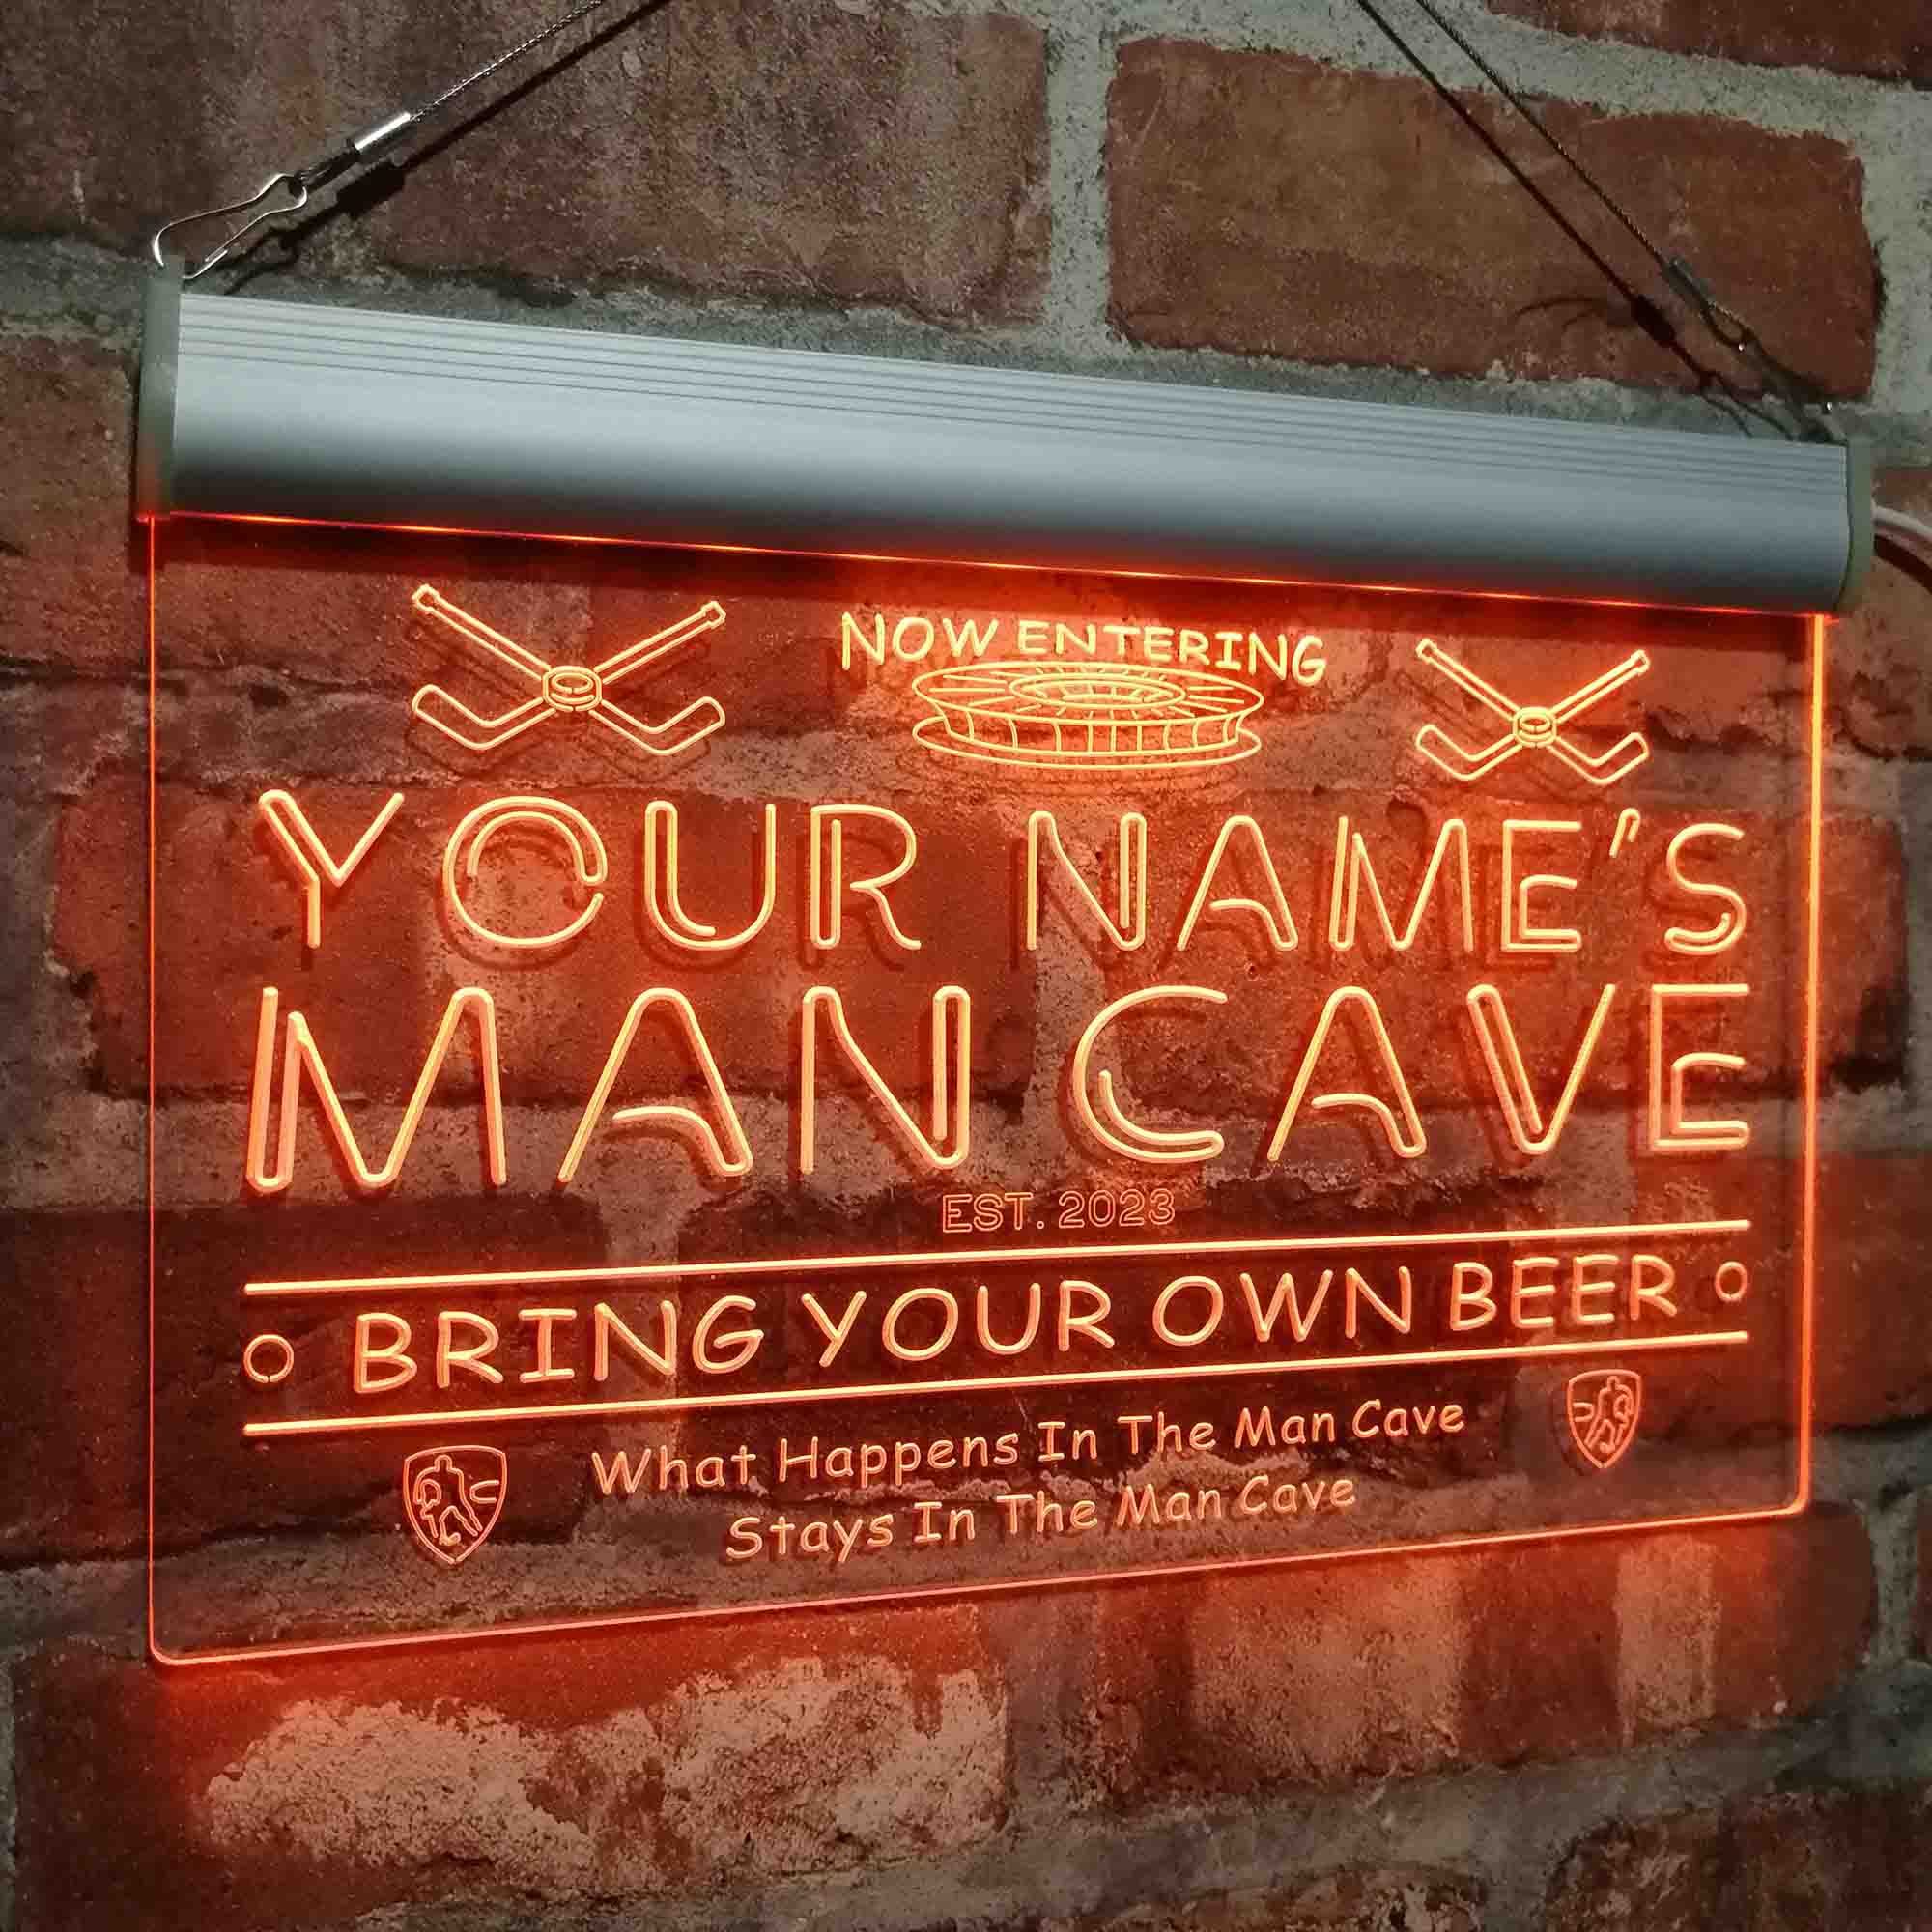 NOW ENTERING
YOUR NAME'S
MAN CAVE
EST. 2023
BRING YOUR OWN BEER
What Happens In The Man Cave
Stays In The Man Cave